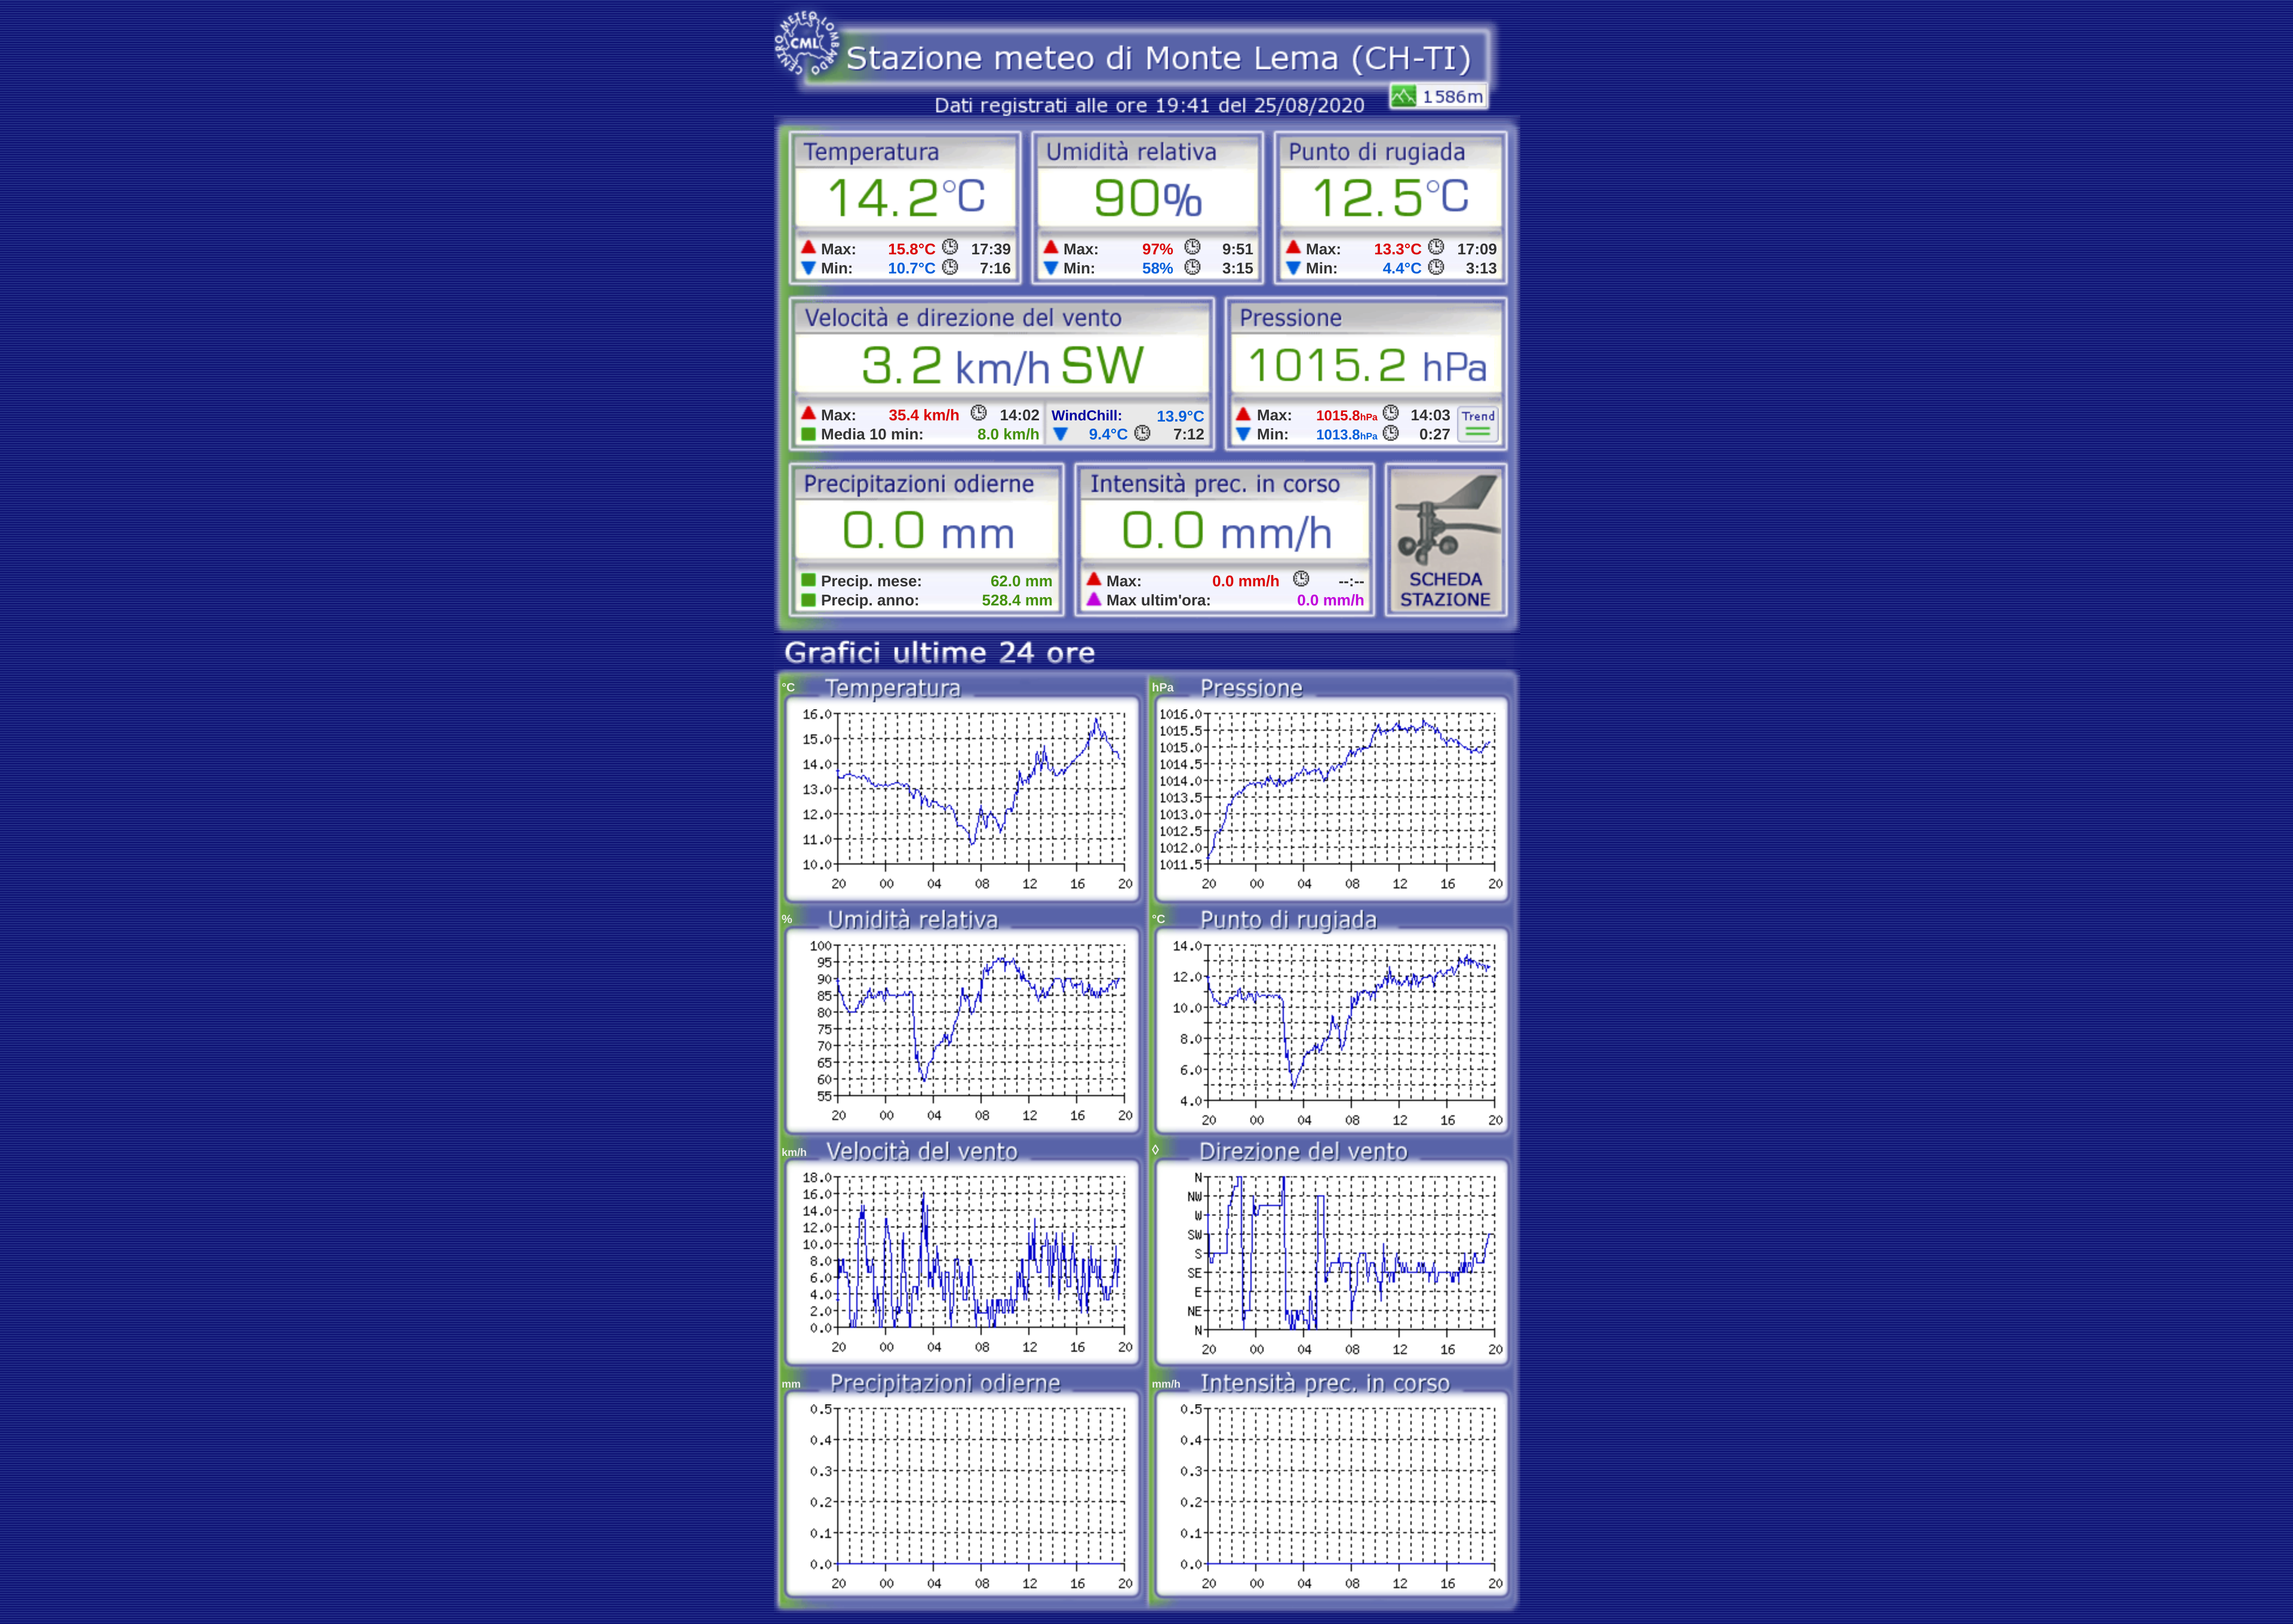 CENTRO METEO LOMBARDO
CML
Stazione meteo di Monte Lema (CH-TI)
Dati registrati alle ore 19:41 del 25/08/2020
1586m
Temperatura
14.2°C
Max: 15.8°C 17:39
Min: 10.7°C 7:16
Umidità relativa
90%
Max: 97% 9:51
Min: 58% 3:15
Punto di rugiada
12.5°C
Max: 13.3°C 17:09
Min: 4.4°C 3:13
Velocità e direzione del vento
3.2 km/h SW
Max: 35.4 km/h 14:02
Media 10 min: 8.0 km/h
WindChill: 13.9°C
9.4°C 7:12
Pressione
1015.2 hPa
Max: 1015.8hPa 14:03
Min: 1013.8hPa 0:27
Trend
Precipitazioni odierne
0.0 mm
Precip. mese: 62.0 mm
Precip. anno: 528.4 mm
Intensità prec. in corso
0.0 mm/h
Max: 0.0 mm/h --:--
Max ultim'ora: 0.0 mm/h
SCHEDA
STAZIONE
Grafici ultime 24 ore
°C Temperatura
16.0
15.0
14.0
13.0
12.0
11.0
10.0
20 00 04 08 12 16 20
hPa Pressione
1016.0
1015.5
1015.0
1014.5
1014.0
1013.5
1013.0
1012.5
1012.0
1011.5
20 00 04 08 12 16 20
% Umidità relativa
100
95
90
85
80
75
70
65
60
55
20 00 04 08 12 16 20
°C Punto di rugiada
14.0
12.0
10.0
8.0
6.0
4.0
20 00 04 08 12 16 20
km/h Velocità del vento
18.0
16.0
14.0
12.0
10.0
8.0
6.0
4.0
2.0
0.0
20 00 04 08 12 16 20
◊ Direzione del vento
N
NW
W
SW
S
SE
E
NE
N
20 00 04 08 12 16 20
mm Precipitazioni odierne
0.5
0.4
0.3
0.2
0.1
0.0
20 00 04 08 12 16 20
mm/h Intensità prec. in corso
0.5
0.4
0.3
0.2
0.1
0.0
20 00 04 08 12 16 20